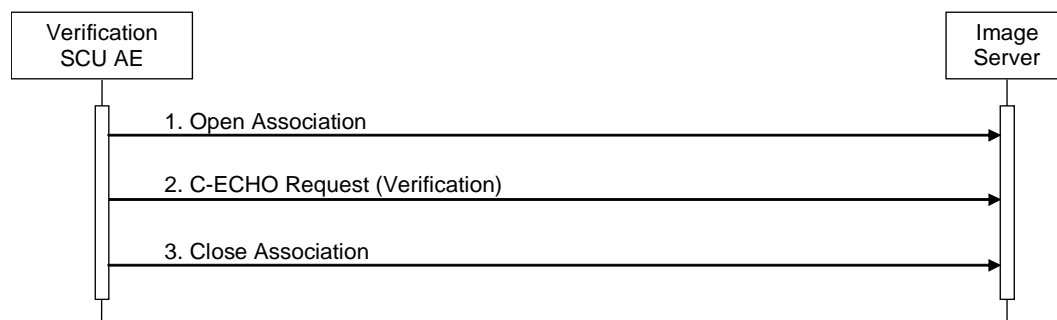 Verification
SCU AE
Image
Server
1. Open Association
2. C-ECHO Request (Verification)
3. Close Association